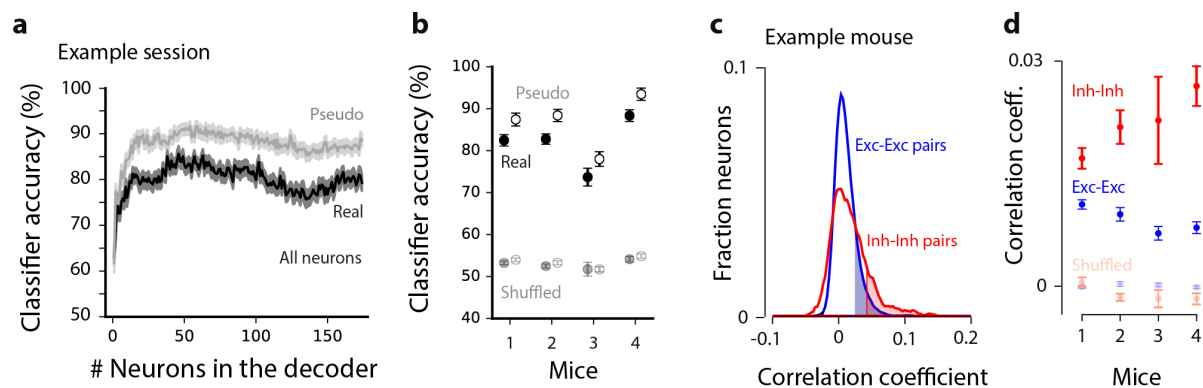 a
Example session
Classifier accuracy (%)
100
90
80
70
60
50
Pseudo
Real
All neurons
0
50
100
150
# Neurons in the decoder
b
Classifier accuracy (%)
100
90
80
70
60
50
40
Pseudo
Real
Shuffled
1
2
3
4
Mice
c
Example mouse
Fraction neurons
0.1
0
Exc-Exc pairs
Inh-Inh pairs
-0.1
0
0.1
0.2
Correlation coefficient
d
Correlation coeff.
0.03
0
Inh-Inh
Exc-Exc
Shuffled
1
2
3
4
Mice